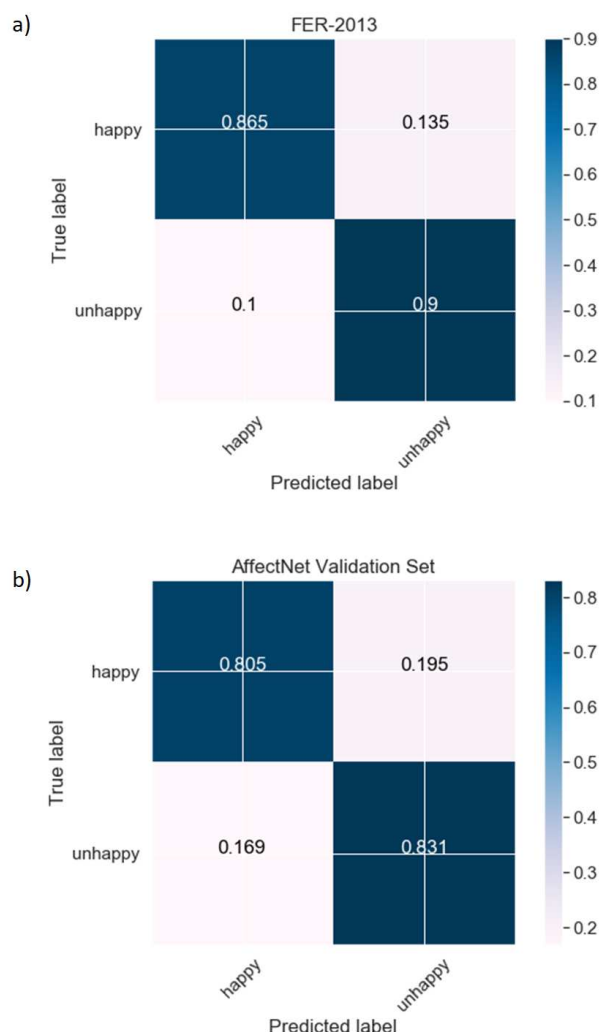 a)
FER-2013
0.9
0.8
0.7
0.6
0.5
0.4
0.3
0.2
0.1
True label
happy
0.865
0.135
unhappy
0.1
0.9
happy
unhappy
Predicted label
b)
AffectNet Validation Set
0.8
0.7
0.6
0.5
0.4
0.3
0.2
True label
happy
0.805
0.195
unhappy
0.169
0.831
happy
unhappy
Predicted label